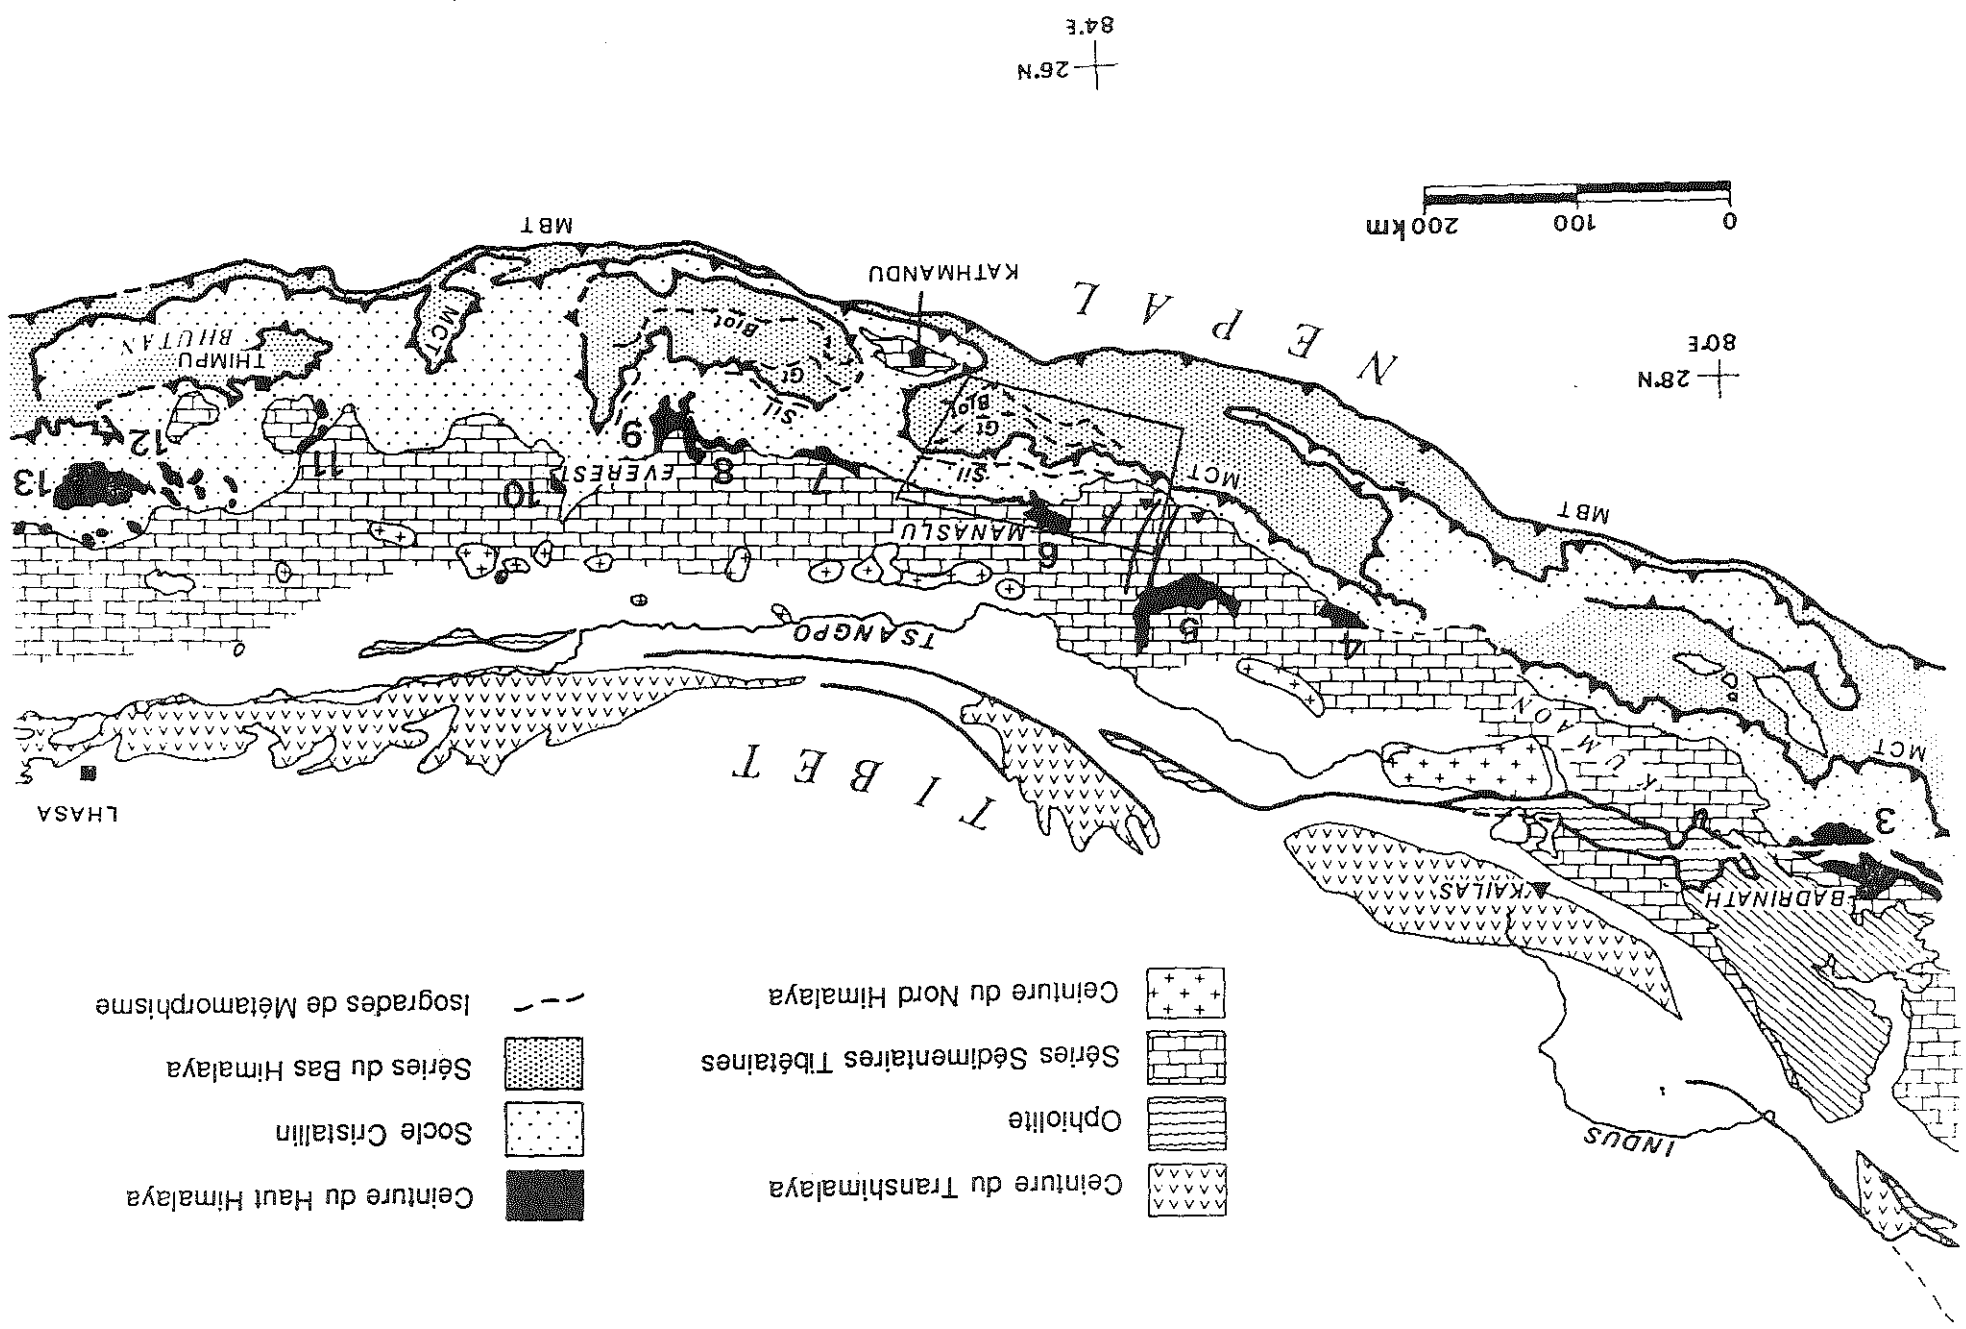 Ceinture du Transhimalaya
Ceinture du Haut Himalaya
Ophiolite
Socle Cristallin
Séries Sédimentaires Tibétaines
Séries du Bas Himalaya
Ceinture du Nord Himalaya
Isogrades de Métamorphisme
INDUS
BADRINATH
KAILAS
3
LHASA
TIBET
MCT
KUMAON
TSANGPO
4
5
6
MANASLU
MBT
MCT
Sil
Gt
Biot
7
8
EVEREST
9
10
11
12
13
Sil
Gt
Biot
MCT
THIMPU
BHUTAN
28°N
80°E
NEPAL
KATHMANDU
MBT
0
100
200 km
26°N
84°E